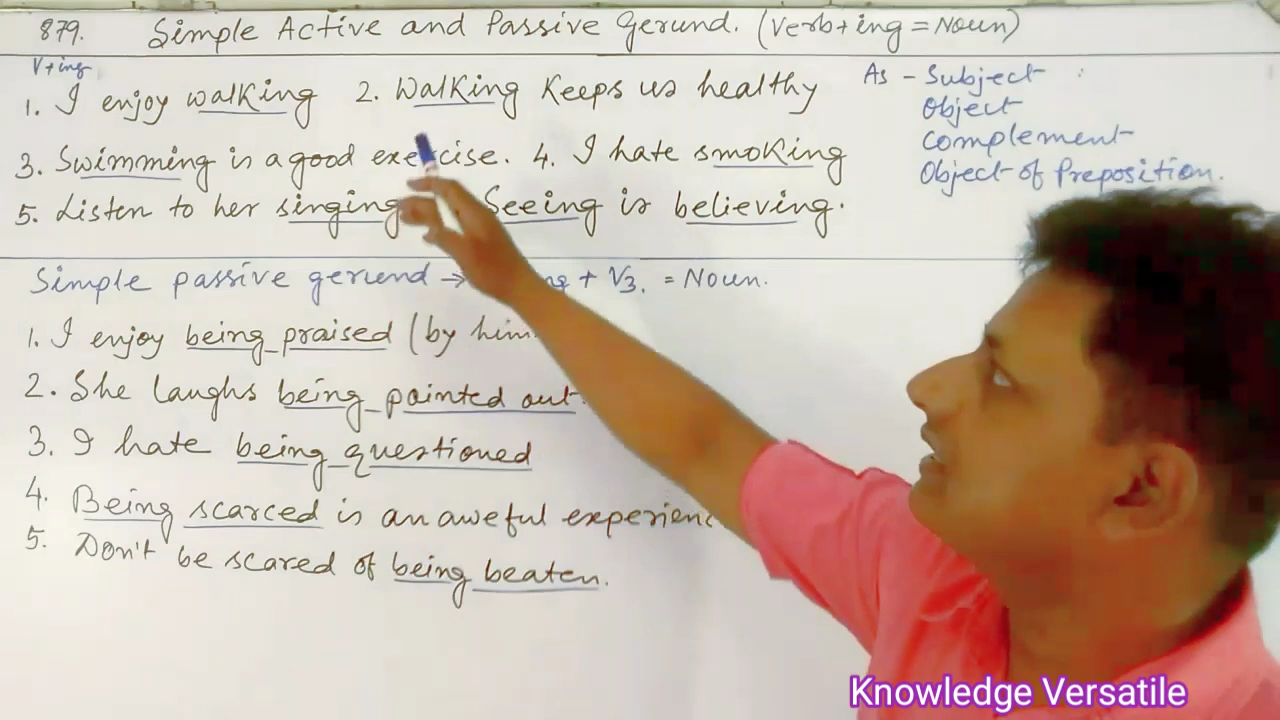 879. Simple Active and Passive Gerund. (Verb+ing = Noun)
V+ing
1. I enjoy walking 2. Walking Keeps us healthy
3. Swimming is a good exercise. 4. I hate smoking
5. Listen to her singing Seeing is believing.
As - Subject
Object
Complement
Object of Preposition.
Simple passive gerund → + V3. = Noun.
1. I enjoy being praised (by him
2. She laughs being pointed out
3. I hate being questioned
4. Being scarced is an aweful
5. Don't be scared of being beaten.
Knowledge Versatile